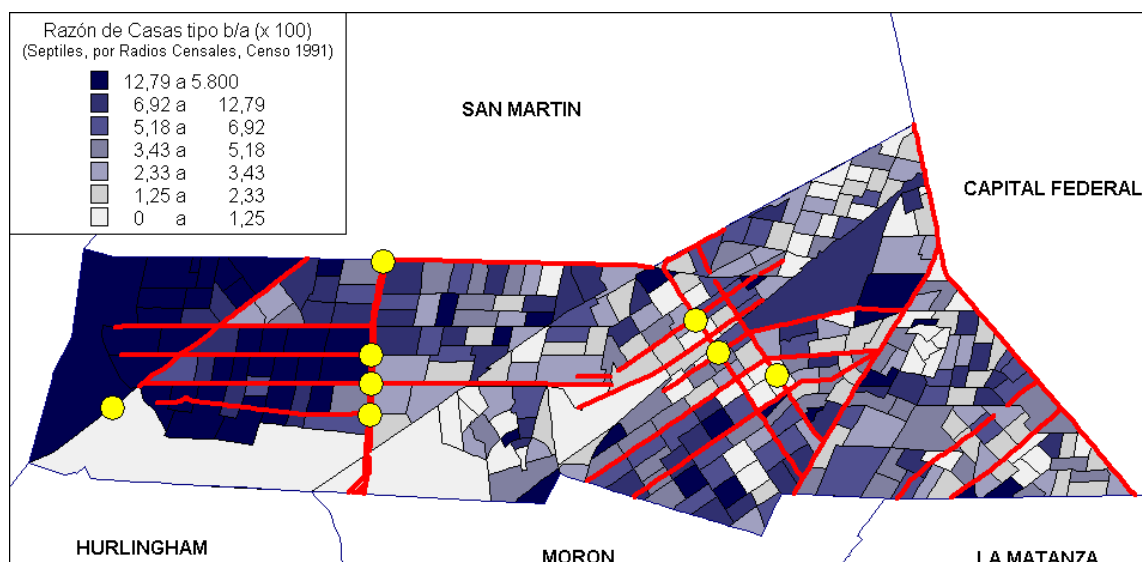 Razón de Casas tipo b/a (x 100)
(Septiles, por Radios Censales, Censo 1991)
12,79 a 5.800
6,92 a 12,79
5,18 a 6,92
3,43 a 5,18
2,33 a 3,43
1,25 a 2,33
0 a 1,25
SAN MARTIN
CAPITAL FEDERAL
HURLINGHAM
MORON
LA MATANZA